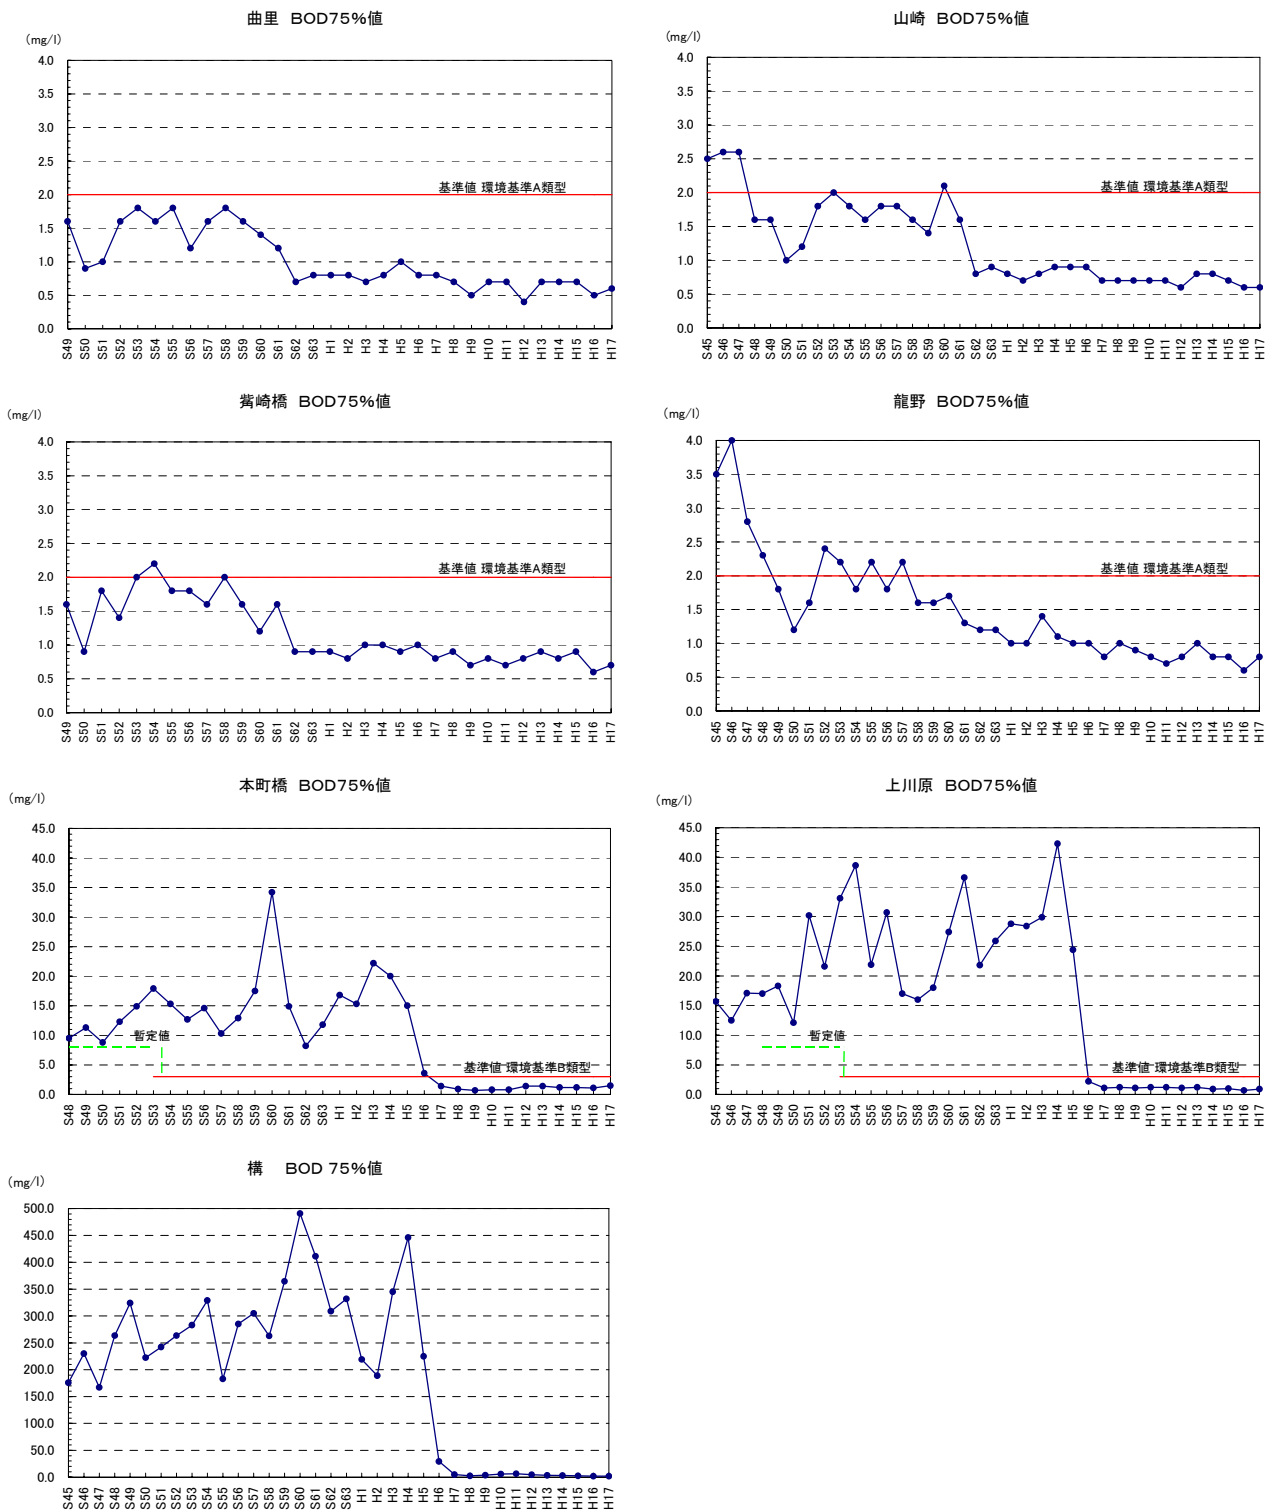 曲里 BOD75%値
(mg/l)
4.0
3.5
3.0
2.5
2.0
1.5
1.0
0.5
0.0
基準値 環境基準A類型
S49 S50 S51 S52 S53 S54 S55 S56 S57 S58 S59 S60 S61 S62 S63 H1 H2 H3 H4 H5 H6 H7 H8 H9 H10 H11 H12 H13 H14 H15 H16 H17
山崎 BOD75%値
(mg/l)
4.0
3.5
3.0
2.5
2.0
1.5
1.0
0.5
0.0
基準値 環境基準A類型
S45 S46 S47 S48 S49 S50 S51 S52 S53 S54 S55 S56 S57 S58 S59 S60 S61 S62 S63 H1 H2 H3 H4 H5 H6 H7 H8 H9 H10 H11 H12 H13 H14 H15 H16 H17
觜崎橋 BOD75%値
(mg/l)
4.0
3.5
3.0
2.5
2.0
1.5
1.0
0.5
0.0
基準値 環境基準A類型
S49 S50 S51 S52 S53 S54 S55 S56 S57 S58 S59 S60 S61 S62 S63 H1 H2 H3 H4 H5 H6 H7 H8 H9 H10 H11 H12 H13 H14 H15 H16 H17
龍野 BOD75%値
(mg/l)
4.0
3.5
3.0
2.5
2.0
1.5
1.0
0.5
0.0
基準値 環境基準A類型
S45 S46 S47 S48 S49 S50 S51 S52 S53 S54 S55 S56 S57 S58 S59 S60 S61 S62 S63 H1 H2 H3 H4 H5 H6 H7 H8 H9 H10 H11 H12 H13 H14 H15 H16 H17
本町橋 BOD75%値
(mg/l)
45.0
40.0
35.0
30.0
25.0
20.0
15.0
10.0
5.0
0.0
暫定値
基準値 環境基準B類型
S48 S49 S50 S51 S52 S53 S54 S55 S56 S57 S58 S59 S60 S61 S62 S63 H1 H2 H3 H4 H5 H6 H7 H8 H9 H10 H11 H12 H13 H14 H15 H16 H17
上川原 BOD75%値
(mg/l)
45.0
40.0
35.0
30.0
25.0
20.0
15.0
10.0
5.0
0.0
暫定値
基準値 環境基準B類型
S45 S46 S47 S48 S49 S50 S51 S52 S53 S54 S55 S56 S57 S58 S59 S60 S61 S62 S63 H1 H2 H3 H4 H5 H6 H7 H8 H9 H10 H11 H12 H13 H14 H15 H16 H17
構 BOD 75%値
(mg/l)
500.0
450.0
400.0
350.0
300.0
250.0
200.0
150.0
100.0
50.0
0.0
S45 S46 S47 S48 S49 S50 S51 S52 S53 S54 S55 S56 S57 S58 S59 S60 S61 S62 S63 H1 H2 H3 H4 H5 H6 H7 H8 H9 H10 H11 H12 H13 H14 H15 H16 H17